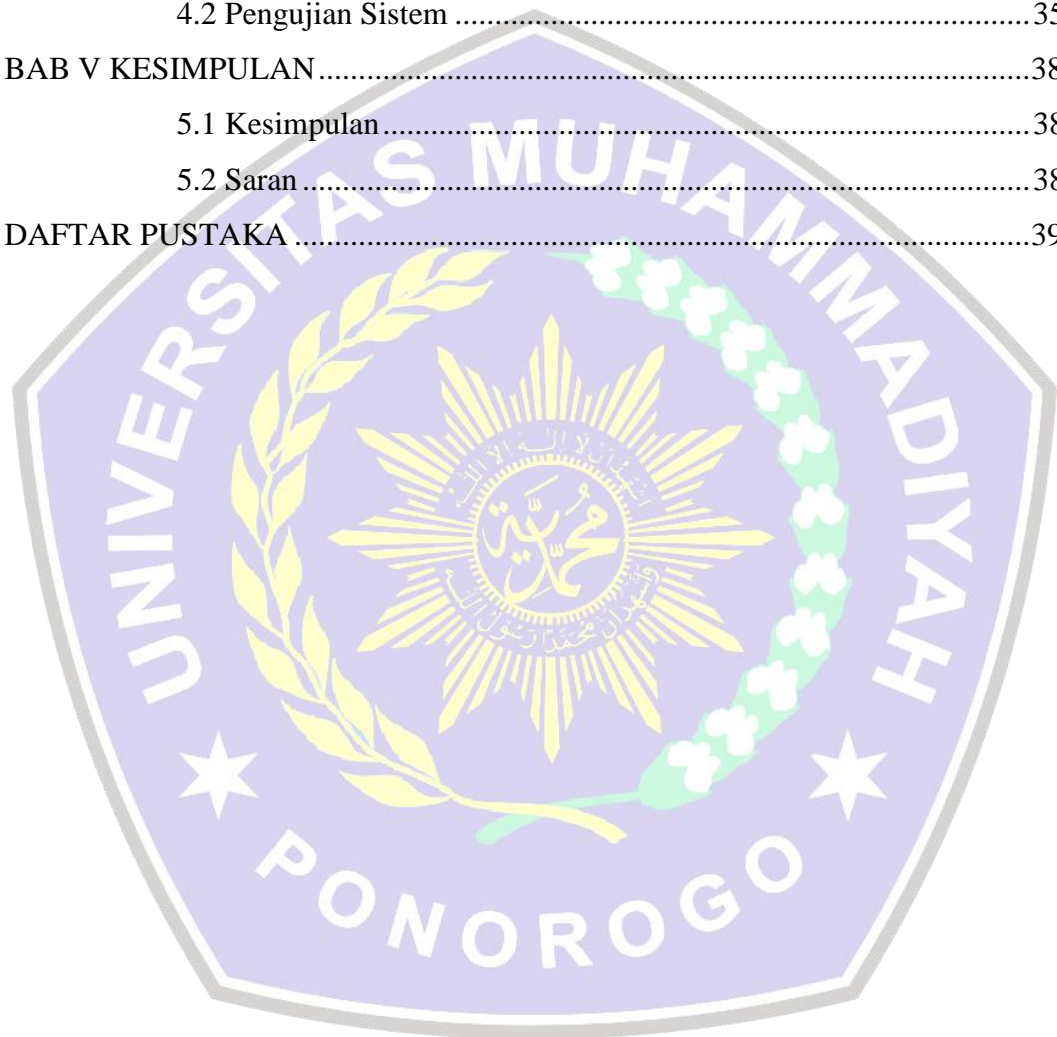 4.2 Pengujian Sistem ........................................................................ 35
BAB V KESIMPULAN ........................................................................ 38
5.1 Kesimpulan ........................................................................ 38
5.2 Saran ........................................................................ 38
DAFTAR PUSTAKA ........................................................................ 39
UNIVERSITAS MUHAMMADIYAH
محمدية
PONOROGO